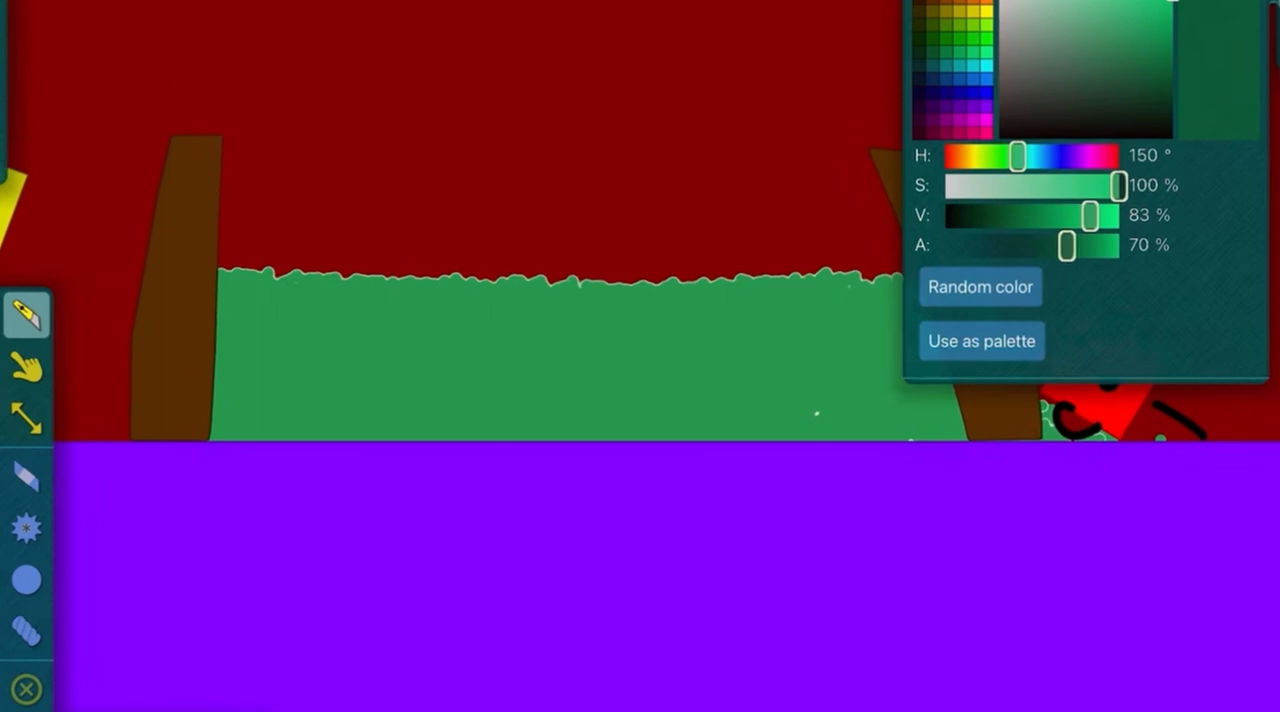 H: 150 °
S: 100 %
V: 83 %
A: 70 %
Random color
Use as palette